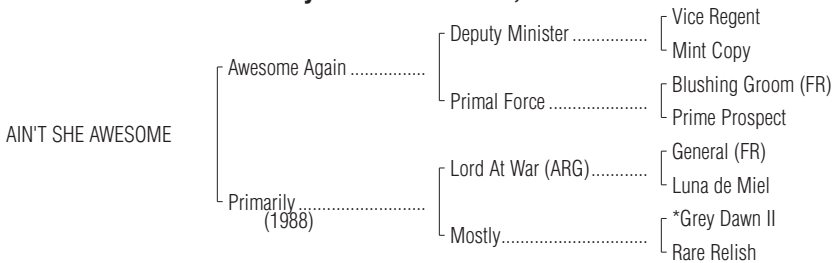 Vice Regent
Deputy Minister ................
Mint Copy
Awesome Again ...............
Blushing Groom (FR)
Primal Force .....................
Prime Prospect
AIN'T SHE AWESOME
General (FR)
Lord At War (ARG)............
Luna de Miel
Primarily ..........................
(1988)
*Grey Dawn II
Mostly...............................
Rare Relish